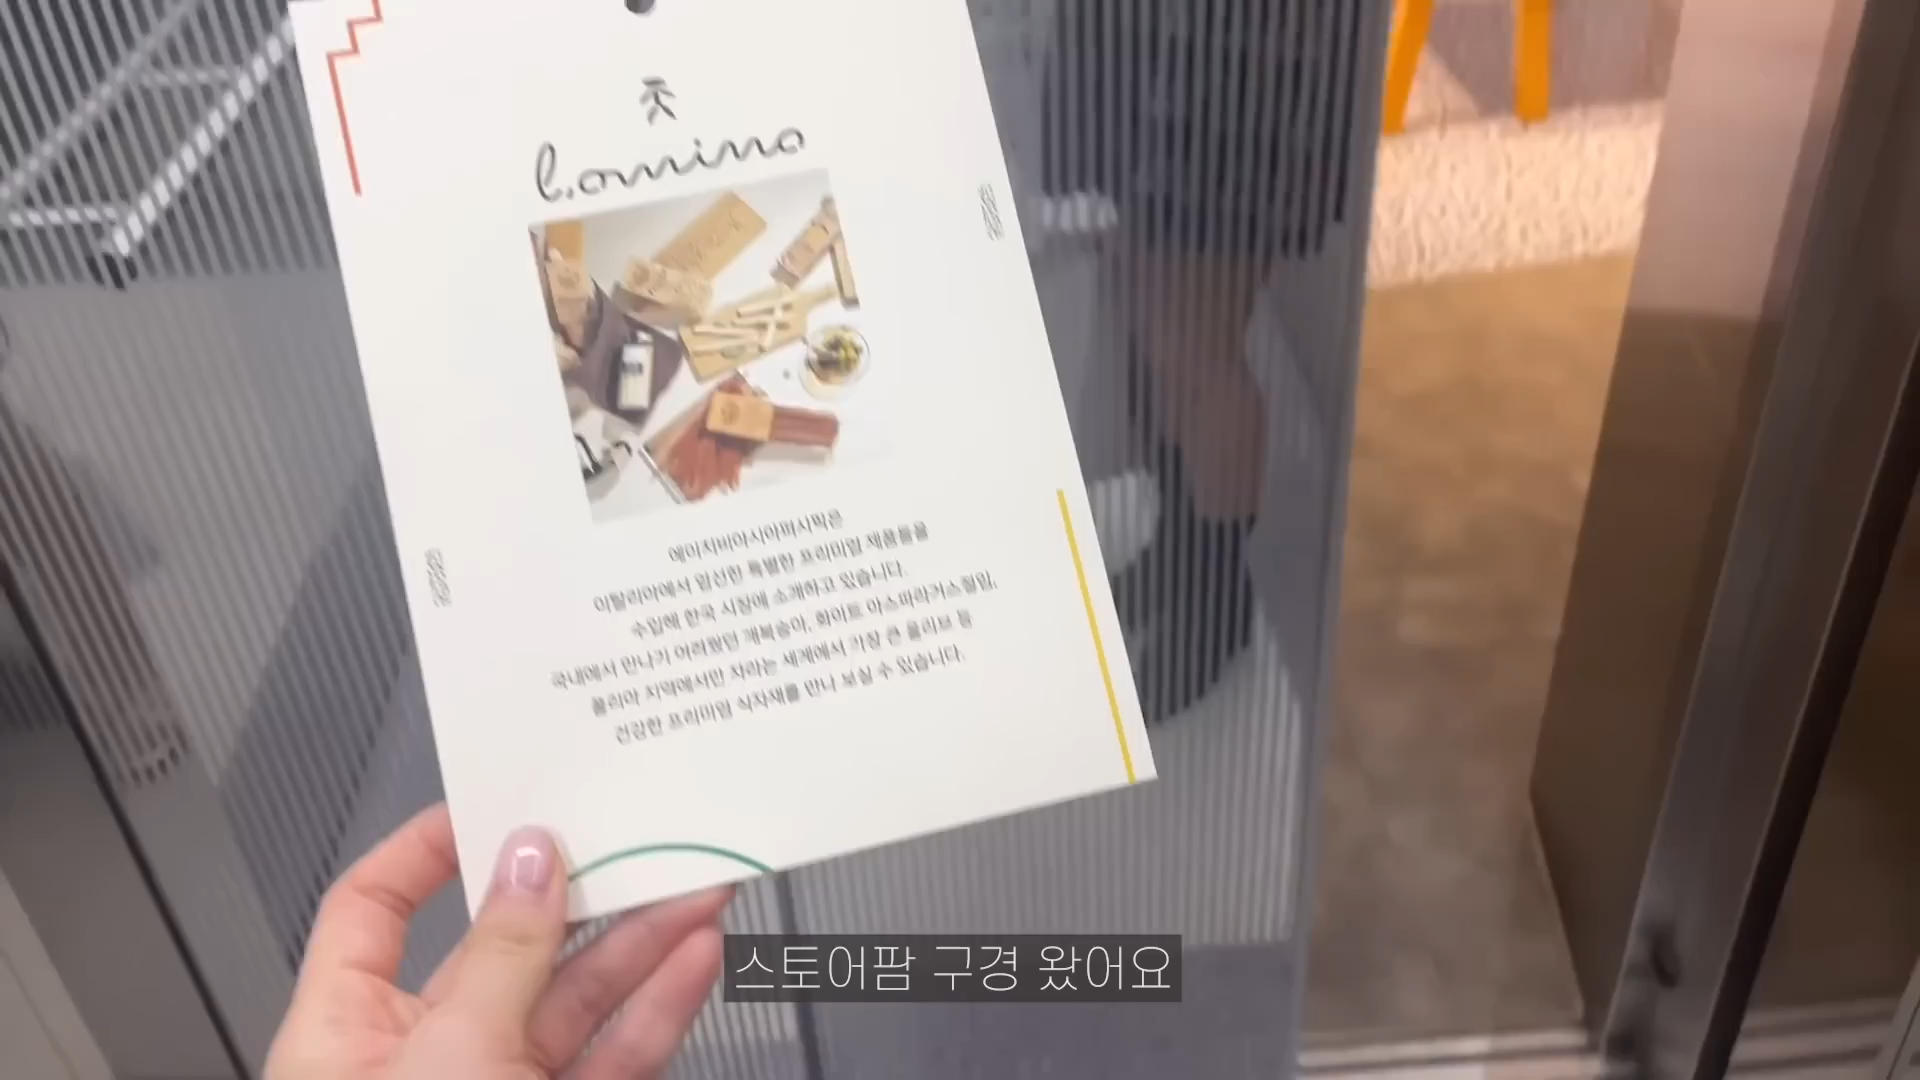 l.omino
에이치비아시아퍼시픽은
이탈리아에서 엄선한 특별한 프리미엄 제품들을
수입해 한국 시장에 소개하고 있습니다.
국내에서 만나기 어려웠던 개복숭아, 화이트 아스파라거스절임,
풀리아 지역에서만 자라는 세계에서 가장 큰 올리브 등
건강한 프리미엄 식자재를 만나 보실 수 있습니다.
스토어팜 구경 왔어요